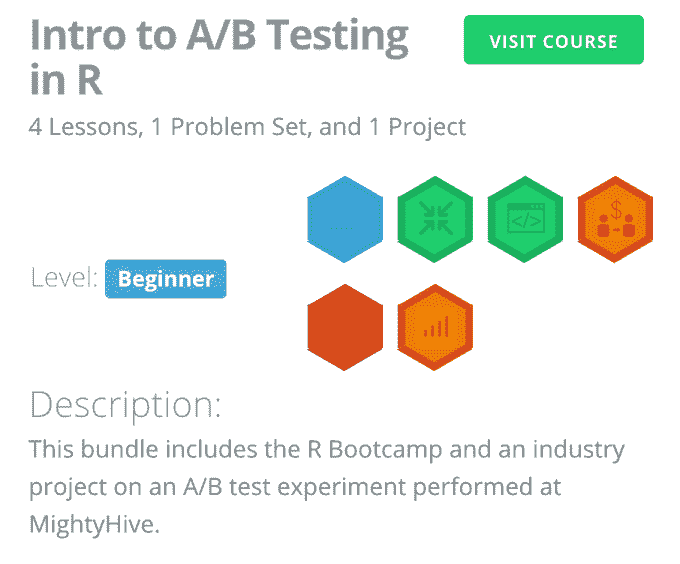 Intro to A/B Testing
in R
VISIT COURSE
4 Lessons, 1 Problem Set, and 1 Project
$
</>
Level: Beginner
Description:
This bundle includes the R Bootcamp and an industry
project on an A/B test experiment performed at
MightyHive.